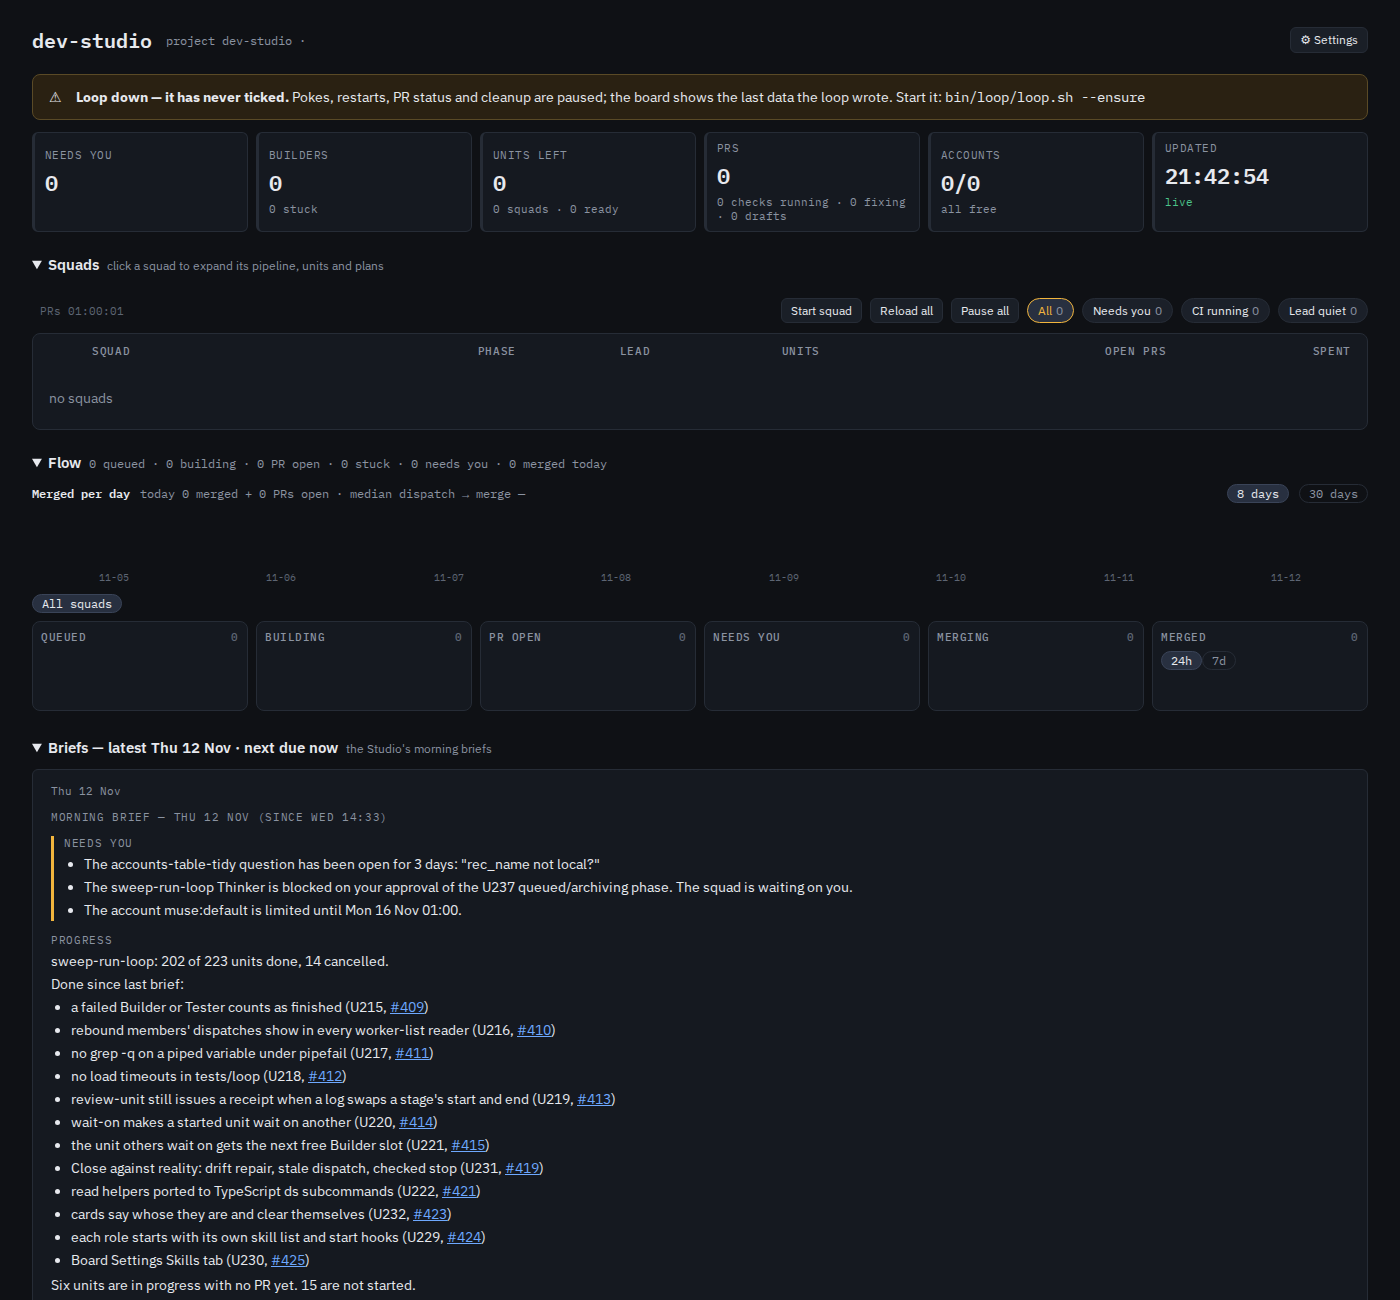 dev-studio project dev-studio ·
⚙ Settings
⚠ Loop down — it has never ticked. Pokes, restarts, PR status and cleanup are paused; the board shows the last data the loop wrote. Start it: bin/loop/loop.sh --ensure
NEEDS YOU
0
BUILDERS
0
0 stuck
UNITS LEFT
0
0 squads · 0 ready
PRS
0
0 checks running · 0 fixing
· 0 drafts
ACCOUNTS
0/0
all free
UPDATED
21:42:54
live
▼ Squads click a squad to expand its pipeline, units and plans
PRs 01:00:01
Start squad Reload all Pause all All 0 Needs you 0 CI running 0 Lead quiet 0
SQUAD PHASE LEAD UNITS OPEN PRS SPENT
no squads
▼ Flow 0 queued · 0 building · 0 PR open · 0 stuck · 0 needs you · 0 merged today
Merged per day today 0 merged + 0 PRs open · median dispatch → merge —
8 days 30 days
11-05 11-06 11-07 11-08 11-09 11-10 11-11 11-12
All squads
QUEUED 0
BUILDING 0
PR OPEN 0
NEEDS YOU 0
MERGING 0
MERGED 0
24h 7d
▼ Briefs — latest Thu 12 Nov · next due now the Studio's morning briefs
Thu 12 Nov
MORNING BRIEF — THU 12 NOV (SINCE WED 14:33)
NEEDS YOU
• The accounts-table-tidy question has been open for 3 days: "rec_name not local?"
• The sweep-run-loop Thinker is blocked on your approval of the U237 queued/archiving phase. The squad is waiting on you.
• The account muse:default is limited until Mon 16 Nov 01:00.
PROGRESS
sweep-run-loop: 202 of 223 units done, 14 cancelled.
Done since last brief:
• a failed Builder or Tester counts as finished (U215, #409)
• rebound members' dispatches show in every worker-list reader (U216, #410)
• no grep -q on a piped variable under pipefail (U217, #411)
• no load timeouts in tests/loop (U218, #412)
• review-unit still issues a receipt when a log swaps a stage's start and end (U219, #413)
• wait-on makes a started unit wait on another (U220, #414)
• the unit others wait on gets the next free Builder slot (U221, #415)
• Close against reality: drift repair, stale dispatch, checked stop (U231, #419)
• read helpers ported to TypeScript ds subcommands (U222, #421)
• cards say whose they are and clear themselves (U232, #423)
• each role starts with its own skill list and start hooks (U229, #424)
• Board Settings Skills tab (U230, #425)
Six units are in progress with no PR yet. 15 are not started.